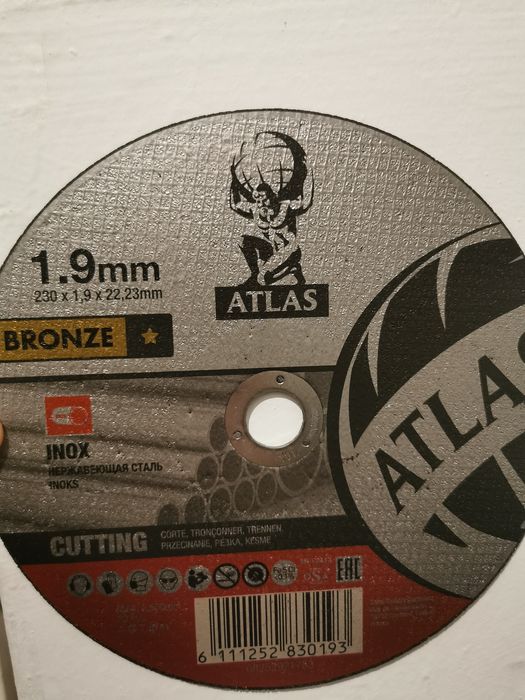 ATLAS
1.9mm
230 x 1,9 x 22,23mm
BRONZE
ATLAS
INOX
НЕРЖАВЕЮЩАЯ СТАЛЬ
INOKS
CUTTING
CORTE, TRONÇONNER, TRENNEN,
PRZECINANIE, РЕЗКА, KESME
EAC
6 111252 830193